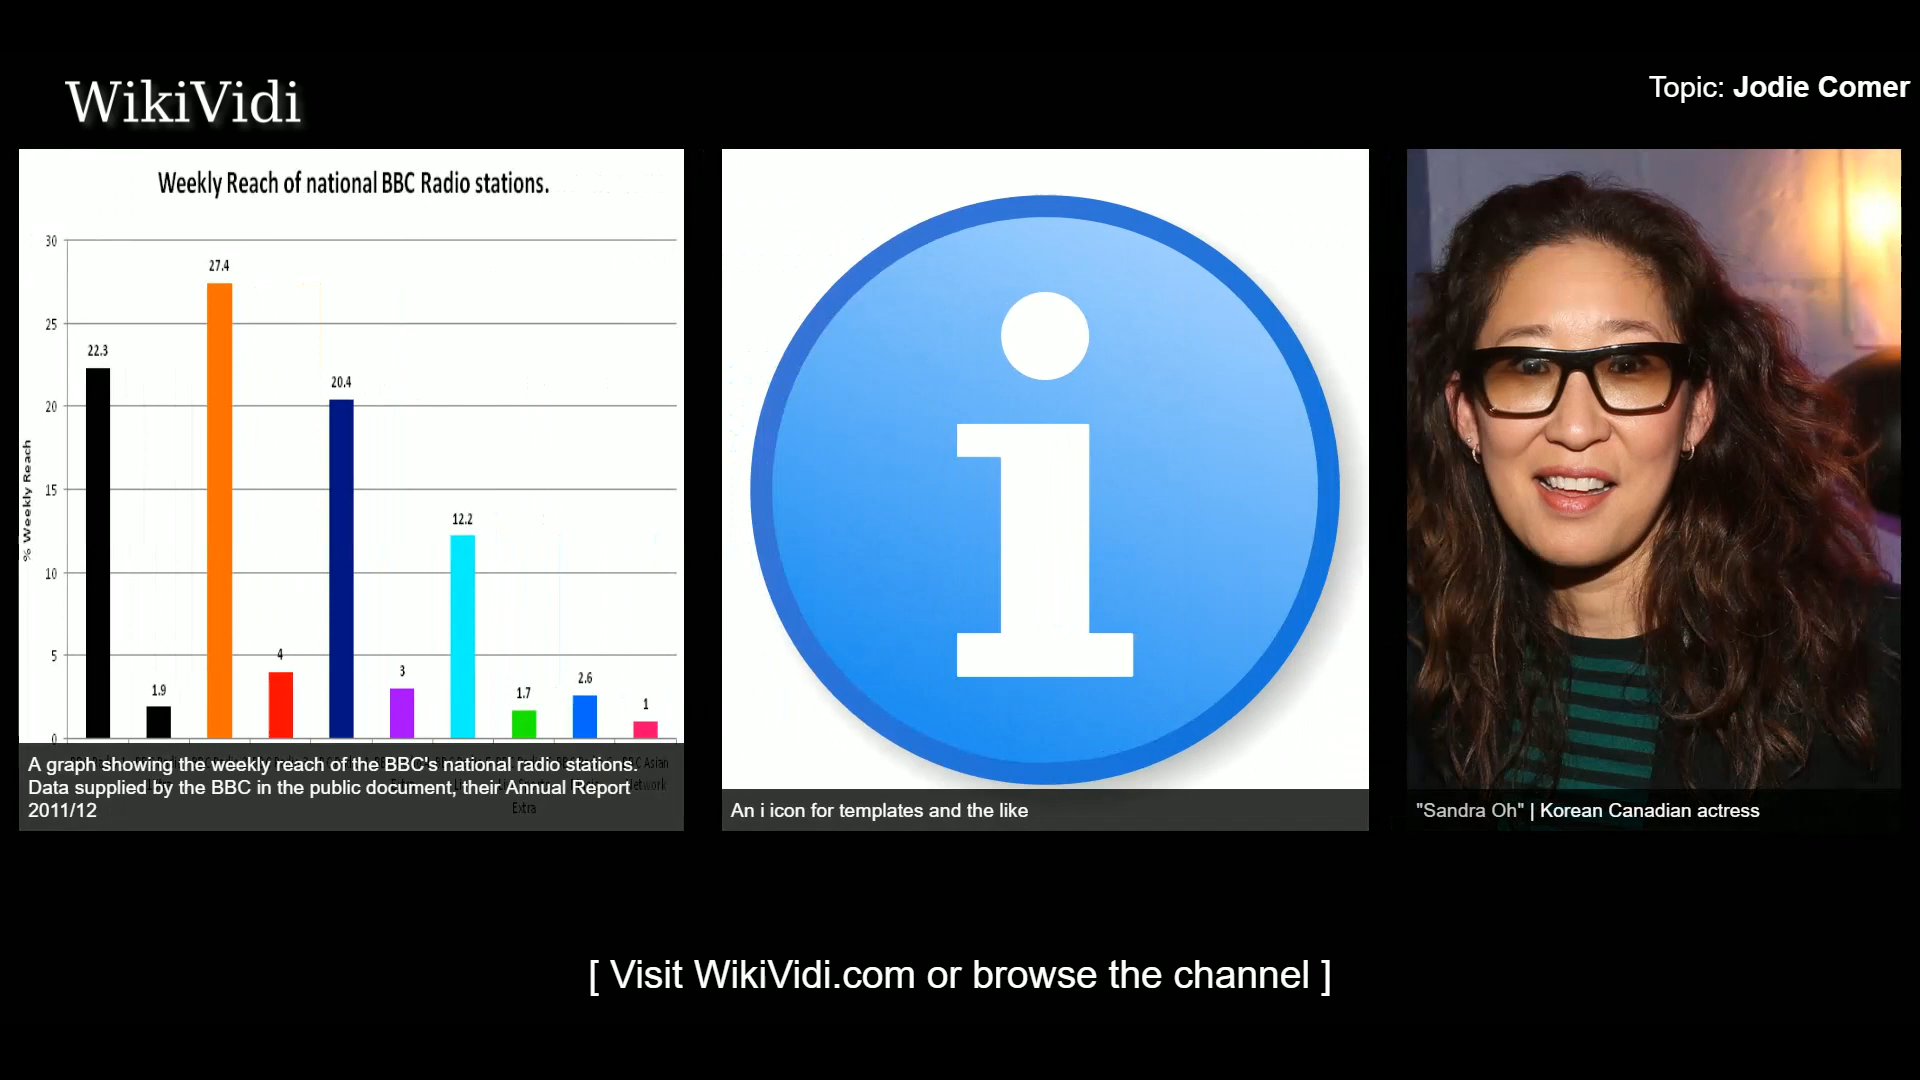 WikiVidi
Topic: Jodie Comer
Weekly Reach of national BBC Radio stations.
30
25
20
15
10
5
0
% Weekly Reach
22.3
1.9
27.4
4
20.4
3
12.2
1.7
2.6
1
Asian
Network
Extra
A graph showing the weekly reach of the BBC's national radio stations.
Data supplied by the BBC in the public document, their Annual Report
2011/12
i
An i icon for templates and the like
"Sandra Oh" | Korean Canadian actress
[ Visit WikiVidi.com or browse the channel ]